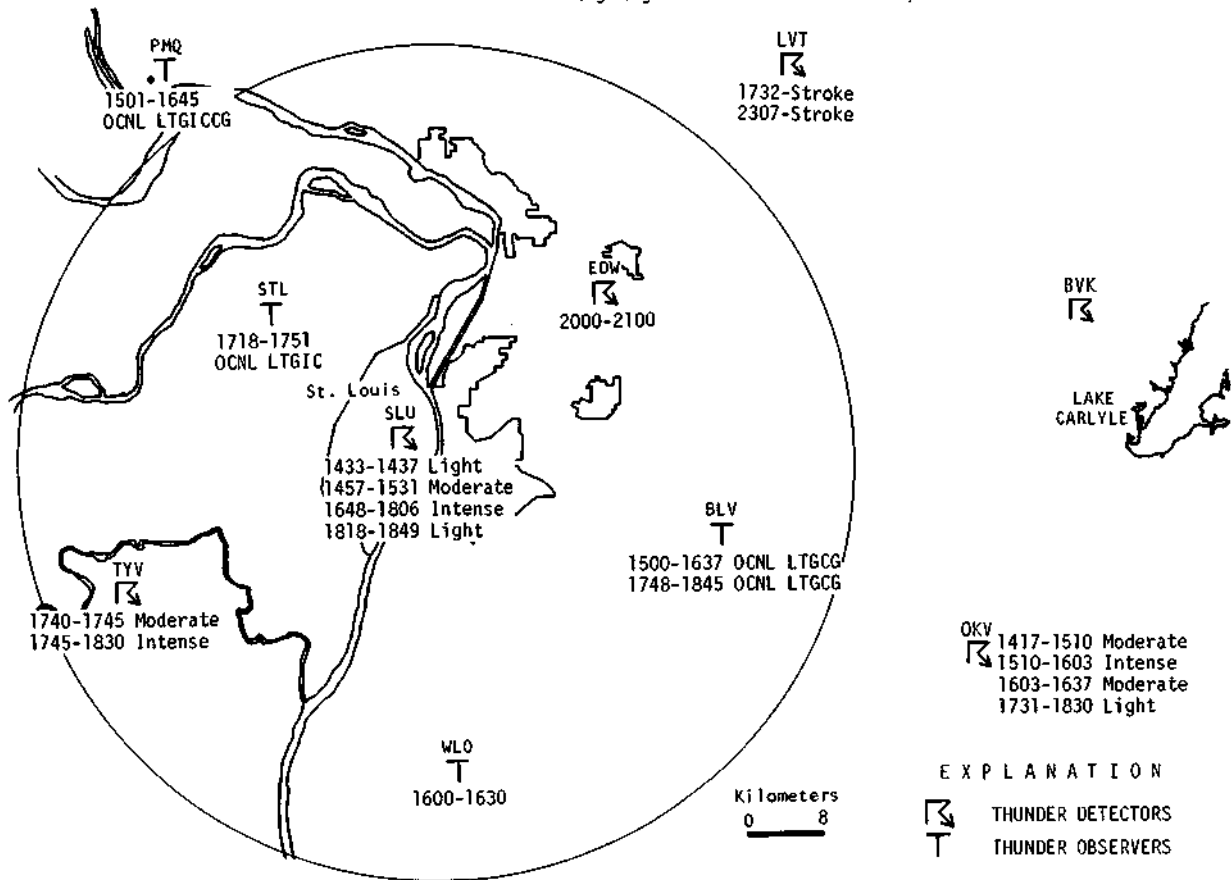 PMQ
1501-1645
OCNL LTGICCG
LVT
1732-Stroke
2307-Stroke
EDW
2000-2100
BVK
STL
1718-1751
OCNL LTGIC
St. Louis
SLU
1433-1437 Light
1457-1531 Moderate
1648-1806 Intense
1818-1849 Light
LAKE
CARLYLE
BLV
1500-1637 OCNL LTGCG
1748-1845 OCNL LTGCG
TYV
1740-1745 Moderate
1745-1830 Intense
OKV
1417-1510 Moderate
1510-1603 Intense
1603-1637 Moderate
1731-1830 Light
WLO
1600-1630
Kilometers
0 8
EXPLANATION
THUNDER DETECTORS
THUNDER OBSERVERS